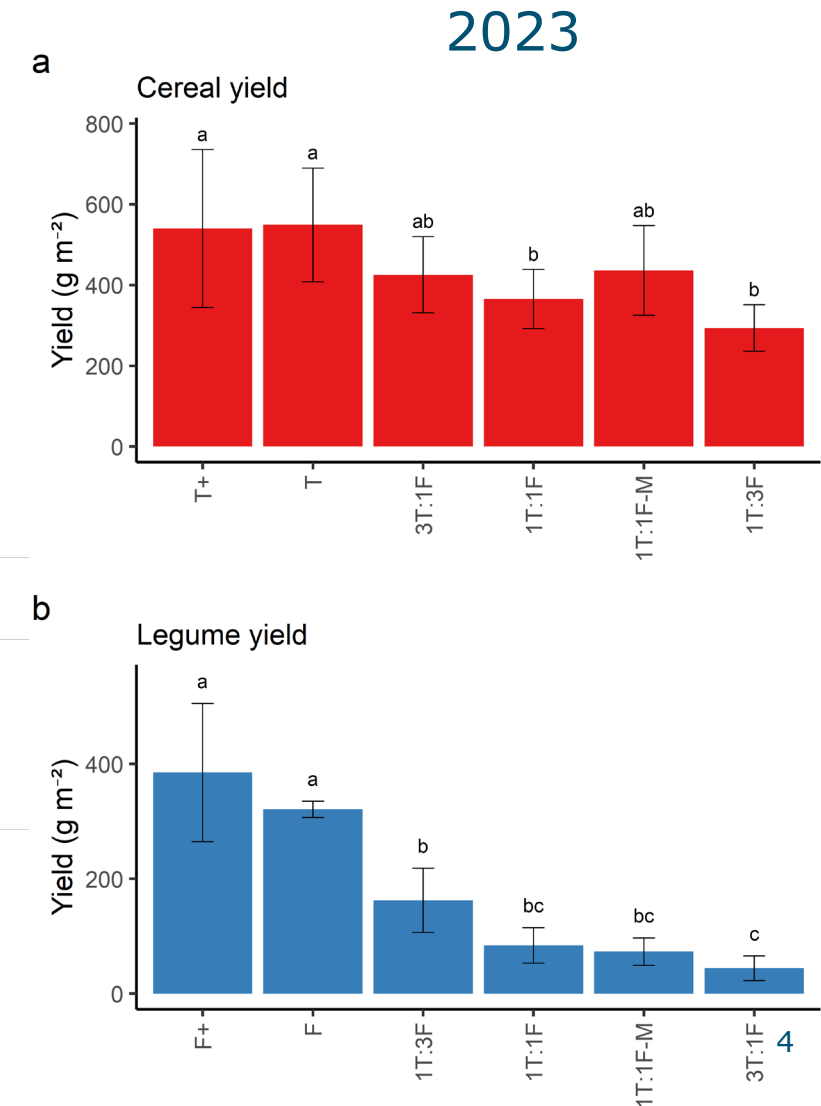 2023
a
Cereal yield
Yield (g m⁻²)
800
600
400
200
0
a
a
ab
b
ab
b
T+
T
3T:1F
1T:1F
1T:1F-M
1T:3F
b
Legume yield
Yield (g m⁻²)
400
200
0
a
a
b
bc
bc
c
F+
F
1T:3F
1T:1F
1T:1F-M
3T:1F
4